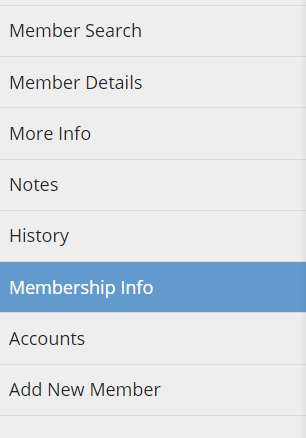 Member Search
Member Details
More Info
Notes
History
Membership Info
Accounts
Add New Member